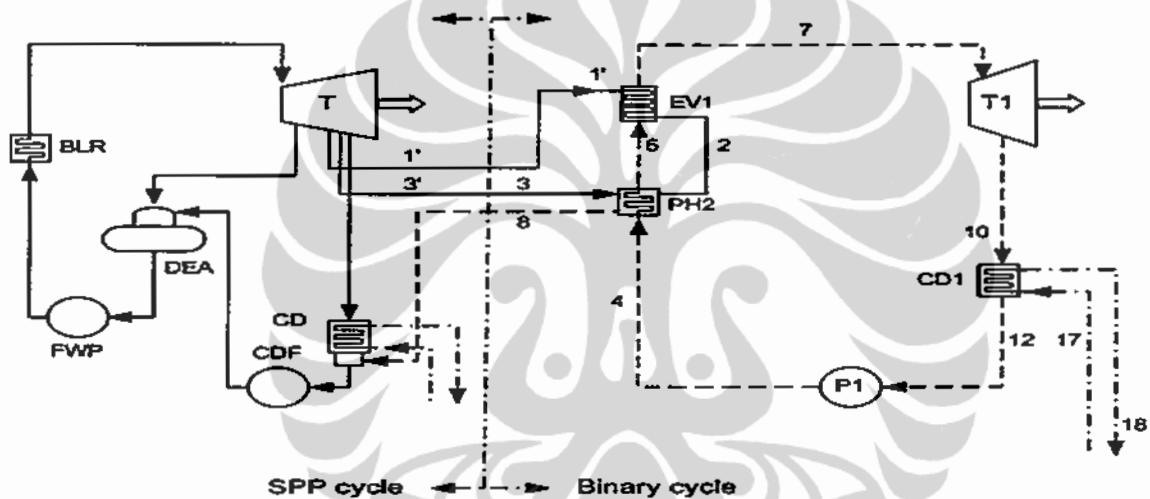 7
1'
T
EV1
T1
BLR
6
2
1'
3'
3
PH2
8
10
DEA
CD1
4
CD
FWP
CDF
12
17
P1
18
SPP cycle
Binary cycle